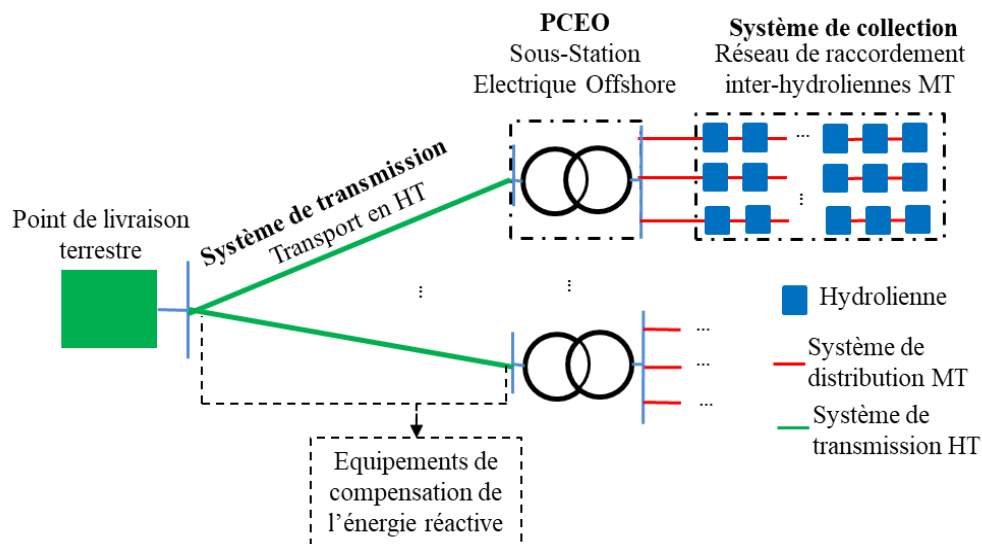 PCEO
Sous-Station
Electrique Offshore
Système de collection
Réseau de raccordement
inter-hydroliennes MT
...
...
Système de transmission
Transport en HT
Point de livraison
terrestre
...
...
Hydrolienne
Système de
distribution MT
Système de
transmission HT
...
...
...
Equipements de
compensation de
l'énergie réactive